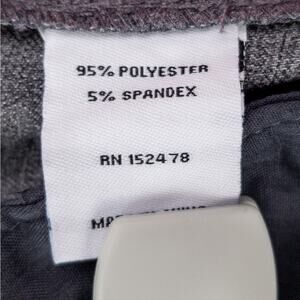 95% POLYESTER
5% SPANDEX
RN 152478